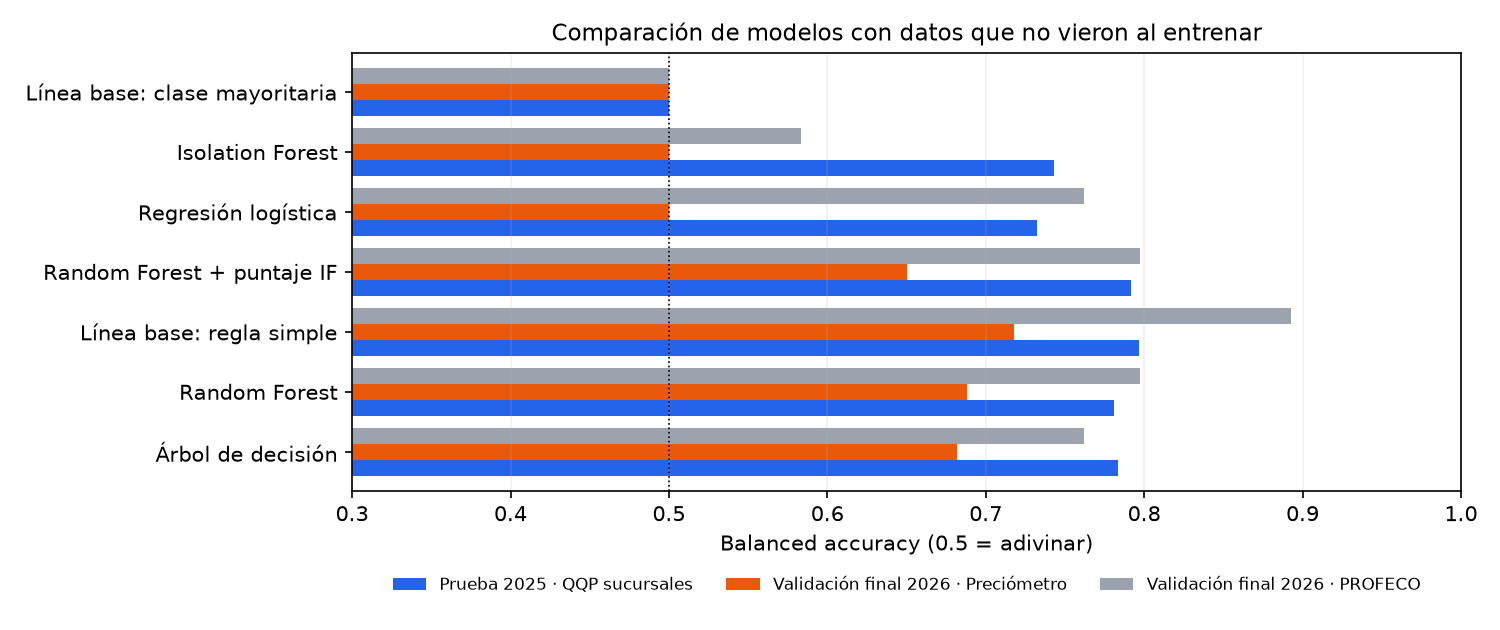 Comparación de modelos con datos que no vieron al entrenar
Línea base: clase mayoritaria
Isolation Forest
Regresión logística
Random Forest + puntaje IF
Línea base: regla simple
Random Forest
Árbol de decisión
0.3 0.4 0.5 0.6 0.7 0.8 0.9 1.0
Balanced accuracy (0.5 = adivinar)
Prueba 2025 · QQP sucursales Validación final 2026 · Preciómetro Validación final 2026 · PROFECO